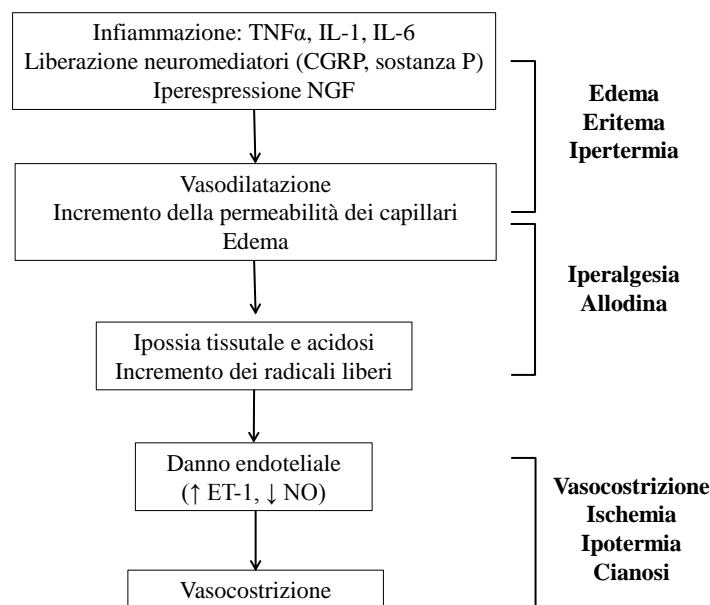 Infiammazione: TNFα, IL-1, IL-6
Liberazione neuromediatori (CGRP, sostanza P)
Iperespressione NGF
Edema
Eritema
Ipertermia
Vasodilatazione
Incremento della permeabilità dei capillari
Edema
Iperalgesia
Allodina
Ipossia tissutale e acidosi
Incremento dei radicali liberi
Danno endoteliale
(↑ ET-1, ↓ NO)
Vasocostrizione
Ischemia
Ipotermia
Cianosi
Vasocostrizione